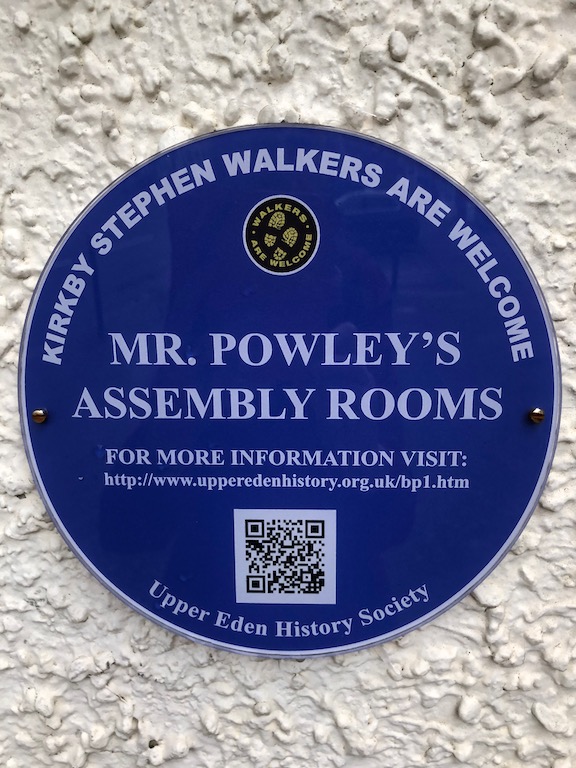 KIRKBY STEPHEN WALKERS ARE WELCOME
WALKERS
ARE WELCOME
MR. POWLEY'S
ASSEMBLY ROOMS
FOR MORE INFORMATION VISIT:
http://www.upperedenhistory.org.uk/bp1.htm
Upper Eden History Society